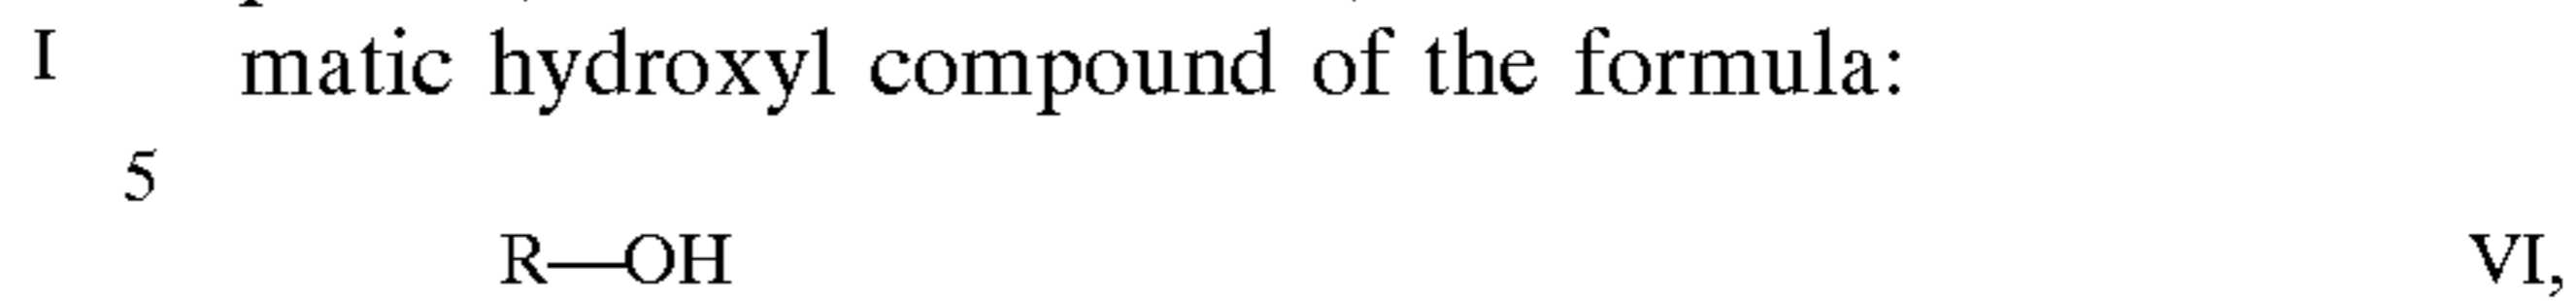 I
matic hydroxyl compound of the formula:
5
R—OH VI,